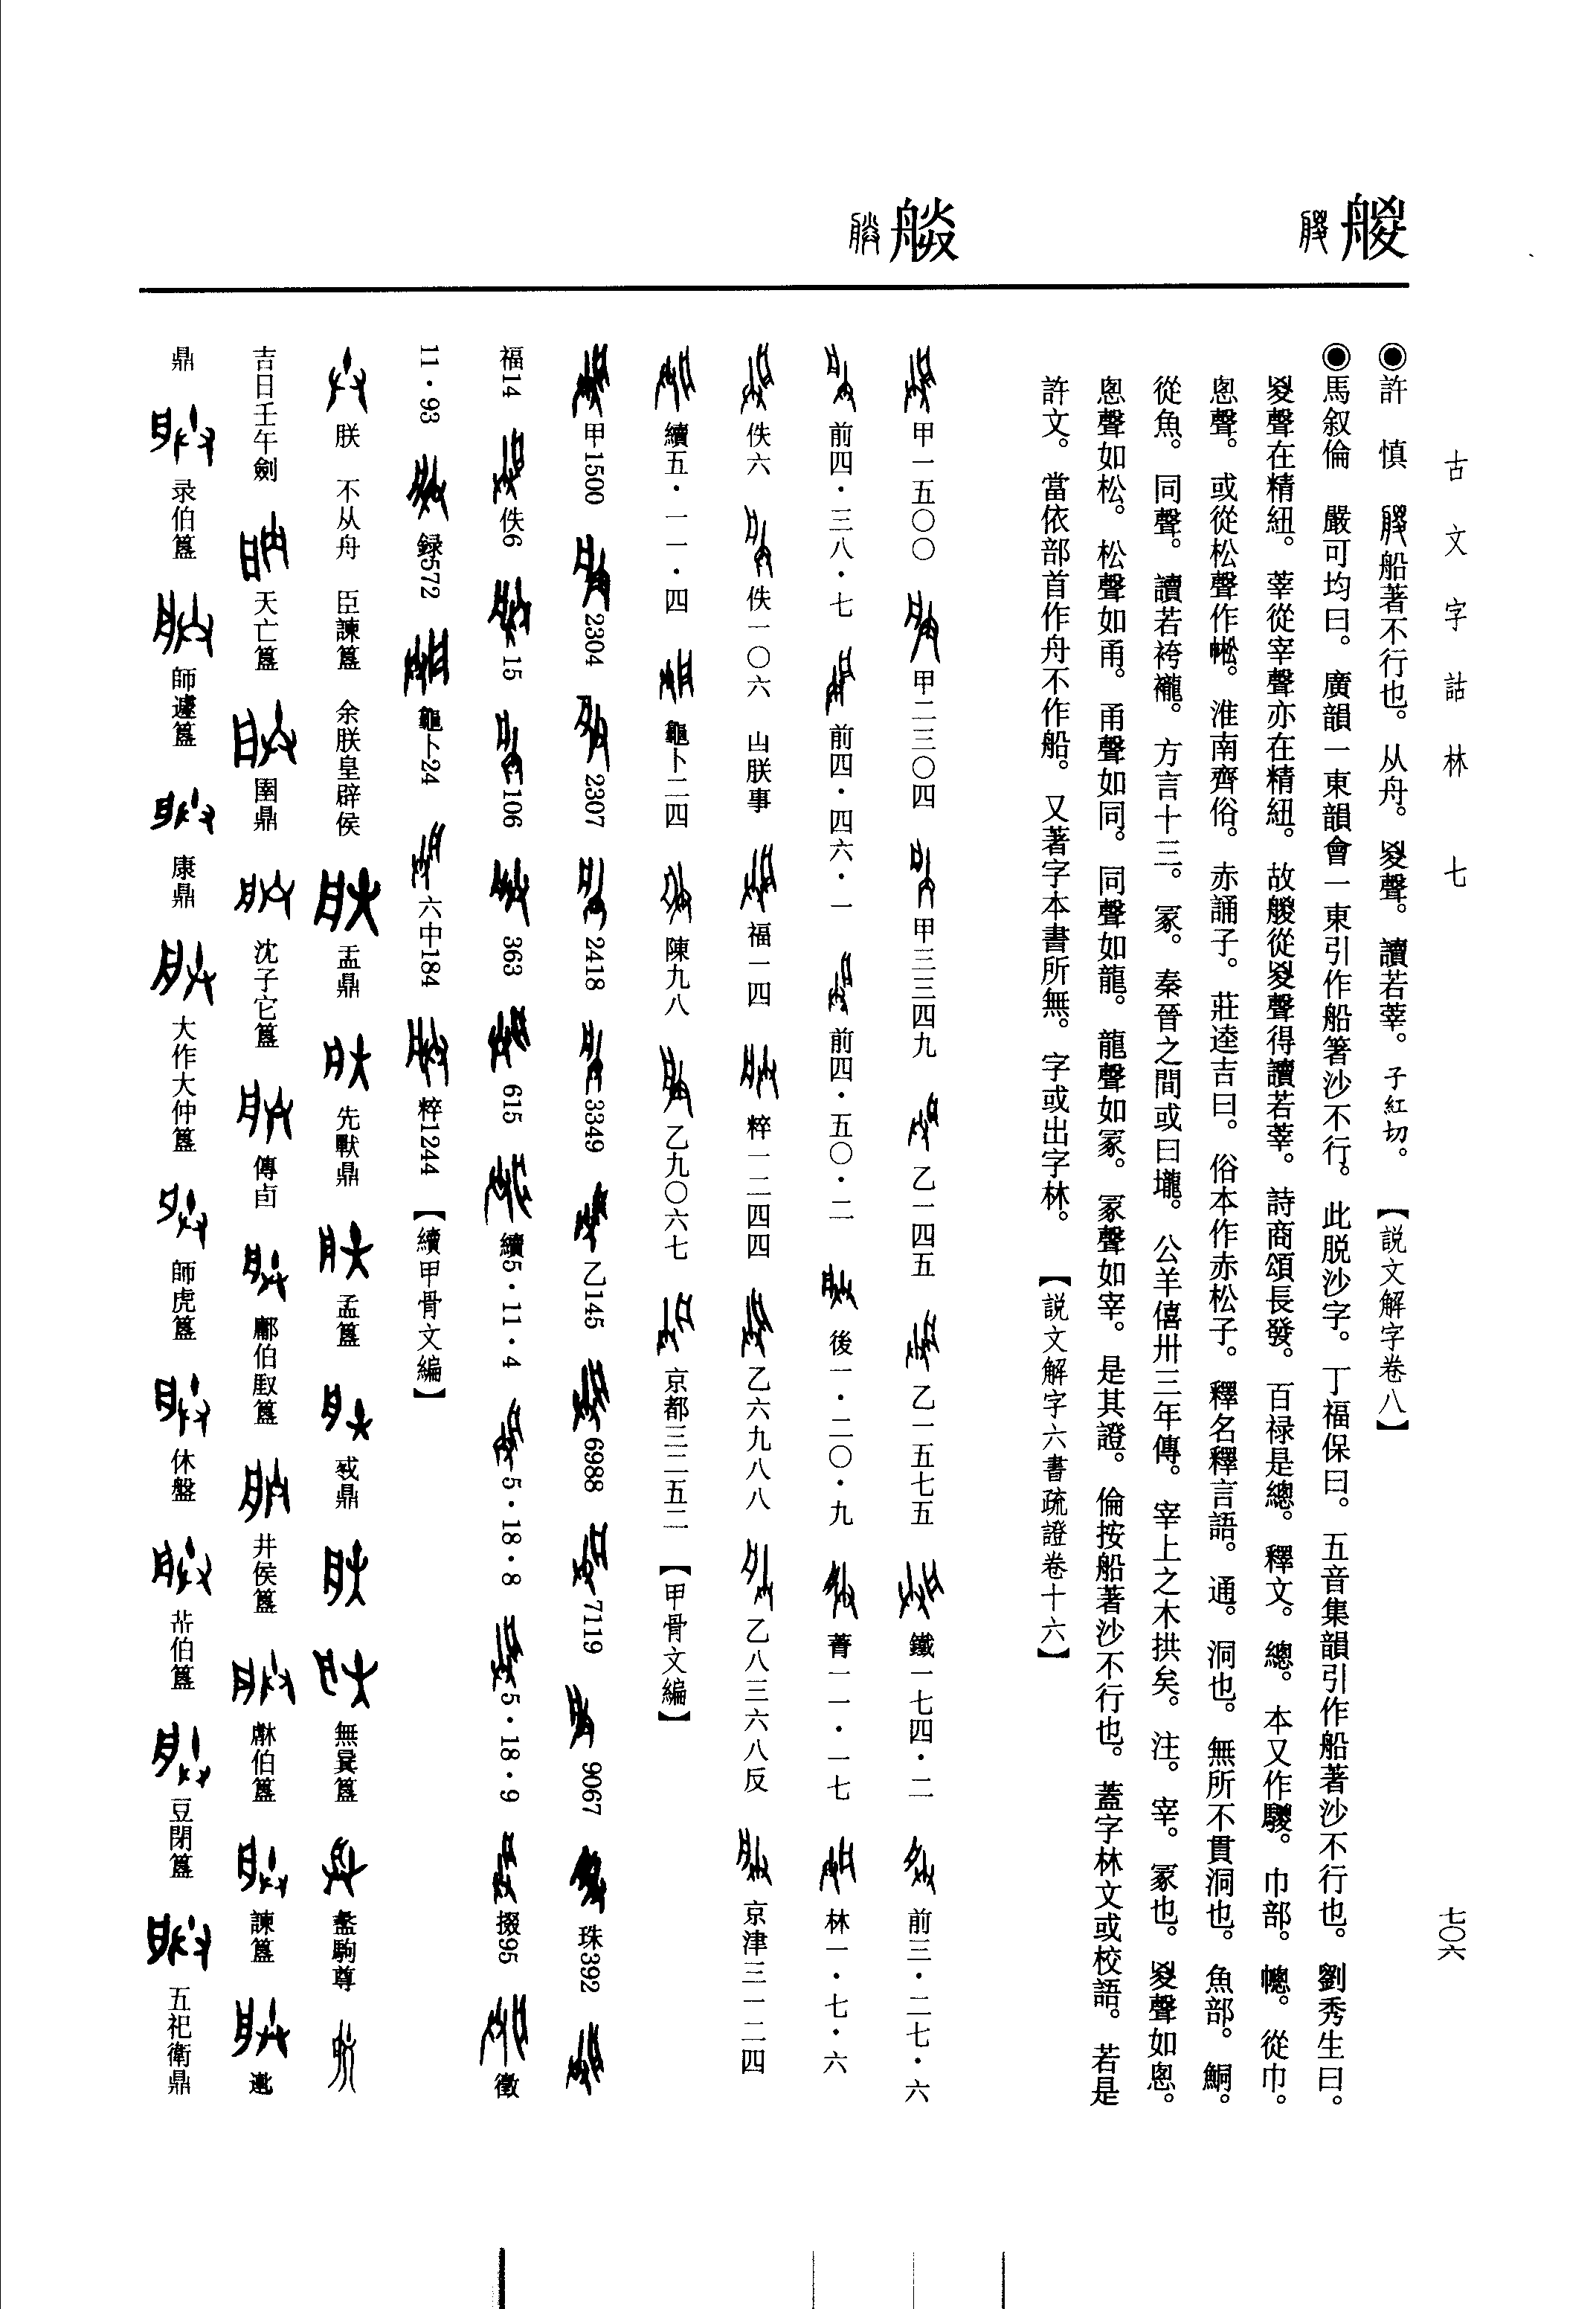 古文字詁林 七
七〇六
艐
◉許 慎 船著不行也。从舟。㚇聲。讀若䔖。子紅切。【説文解字卷八】
◉馬叙倫 嚴可均曰。廣韻一東韻會一東引作船箸沙不行。此脱沙字。丁福保曰。五音集韻引作船著沙不行也。劉秀生曰。
㚇聲在精紐。䔖從宰聲亦在精紐。故艐從㚇聲得讀若䔖。詩商頌長發。百禄是總。釋文。總。本又作鬷。巾部。幒。從巾。
悤聲。或從松聲作㡆。淮南齊俗。赤誦子。莊逵吉曰。俗本作赤松子。釋名釋言語。通。洞也。無所不貫洞也。魚部。鮦。
從魚。同聲。讀若袴襱。方言十三。冢。秦晉之間或曰壠。公羊僖卅三年傳。宰上之木拱矣。注。宰。冢也。㚇聲如悤。
悤聲如松。松聲如甬。甬聲如同。同聲如龍。龍聲如冢。冢聲如宰。是其證。倫按船著沙不行也。蓋字林文或校語。若是
許文。當依部首作舟不作船。又著字本書所無。字或出字林。【説文解字六書疏證卷十六】
甲一五〇〇 甲二三〇四 甲三三四九 乙一四五 乙一五七五 鐵一七四・二 前三・二七・六
前四・三八・七 前四・四六・一 前四・五〇・二 後一・二〇・九 菁一一・一七 林一・七・六
佚六 佚一〇六 山朕事 福一四 粹一二四四 乙六九八八 乙八三六八反 京津三一二四
續五・一一・四 龜卜二四 陳九八 乙九〇六七 京都三二五二 【甲骨文編】
甲1500 2304 2307 2418 3349 乙145 6988 7119 9067 珠392
福14 佚6 15 106 363 615 續5・11・4 5・18・8 5・18・9 掇95 徵
11・93 録572 龜卜24 六中184 粹1244 【續甲骨文編】
朕 不从舟 臣諫簋 余朕皇辟侯 盂鼎 先獸鼎 孟簋 㦰鼎 無㠱簋 盠駒尊
吉日壬午劍 天亡簋 圉鼎 沈子它簋 傳卣 鄘伯㝬簋 井侯簋 㝬伯簋 諫簋 逃
鼎 录伯簋 師遽簋 康鼎 大作大仲簋 師虎簋 休盤 伯簋 豆閉簋 五祀衛鼎